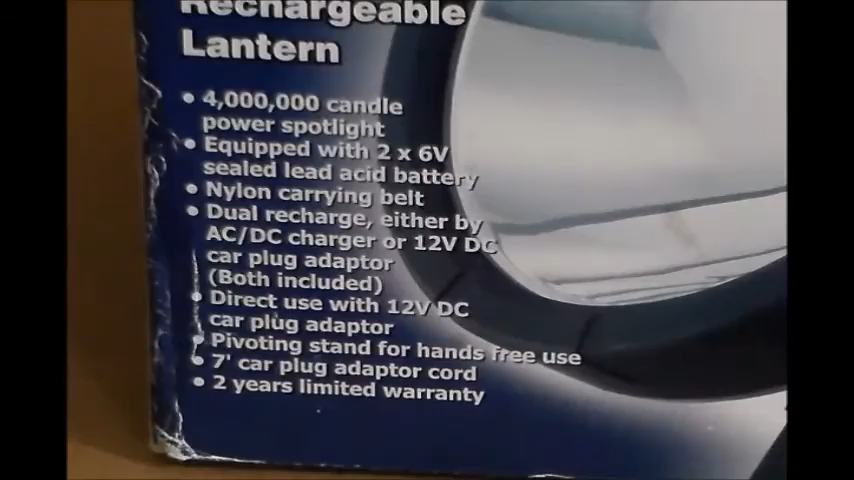 Rechargeable
Lantern
• 4,000,000 candle
power spotlight
• Equipped with 2 x 6V
sealed lead acid battery
• Nylon carrying belt
• Dual recharge, either by
AC/DC charger or 12V DC
car plug adaptor
(Both included)
• Direct use with 12V DC
car plug adaptor
• Pivoting stand for hands free use
• 7' car plug adaptor cord
• 2 years limited warranty